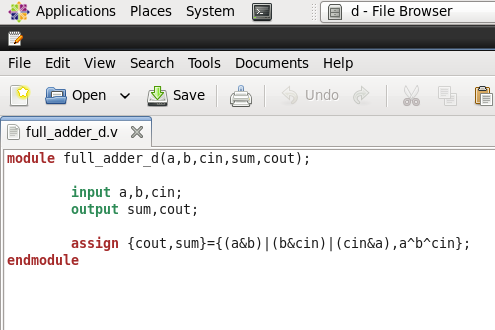 Applications Places System d - File Browser
File Edit View Search Tools Documents Help
Open Save Undo
full_adder_d.v
module full_adder_d(a,b,cin,sum,cout);
input a,b,cin;
output sum,cout;
assign {cout,sum}={(a&b)|(b&cin)|(cin&a),a^b^cin};
endmodule